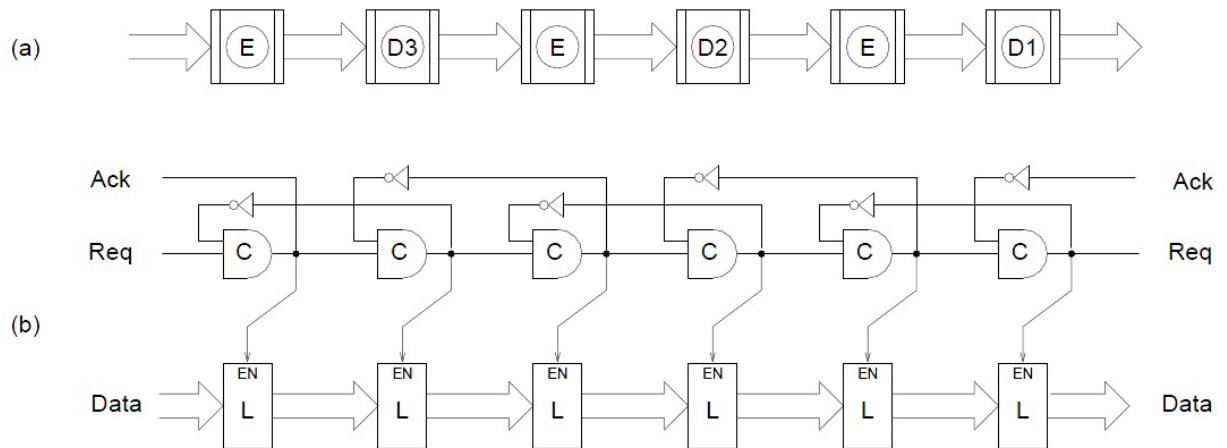 (a) E D3 E D2 E D1
Ack Ack
Req C C C C C C Req
(b)
EN EN EN EN EN EN
Data L L L L L L Data